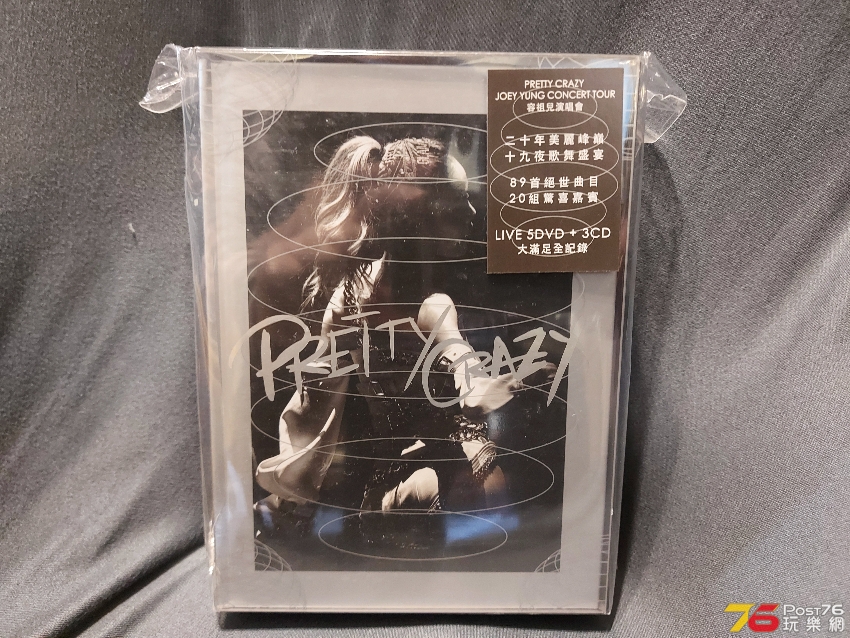 PRETTY CRAZY
JOEY YUNG CONCERT TOUR
容祖兒演唱會
二十年美麗峰巔
十九夜歌舞盛宴
89首絕世曲目
20組驚喜嘉賓
LIVE 5DVD + 3CD
大滿足全記錄
PRETTY CRAZY
76 POST76
玩樂網